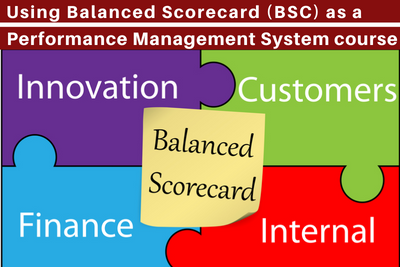 Using Balanced Scorecard (BSC) as a
Performance Management System course
Innovation
Customers
Balanced
Scorecard
Finance
Internal